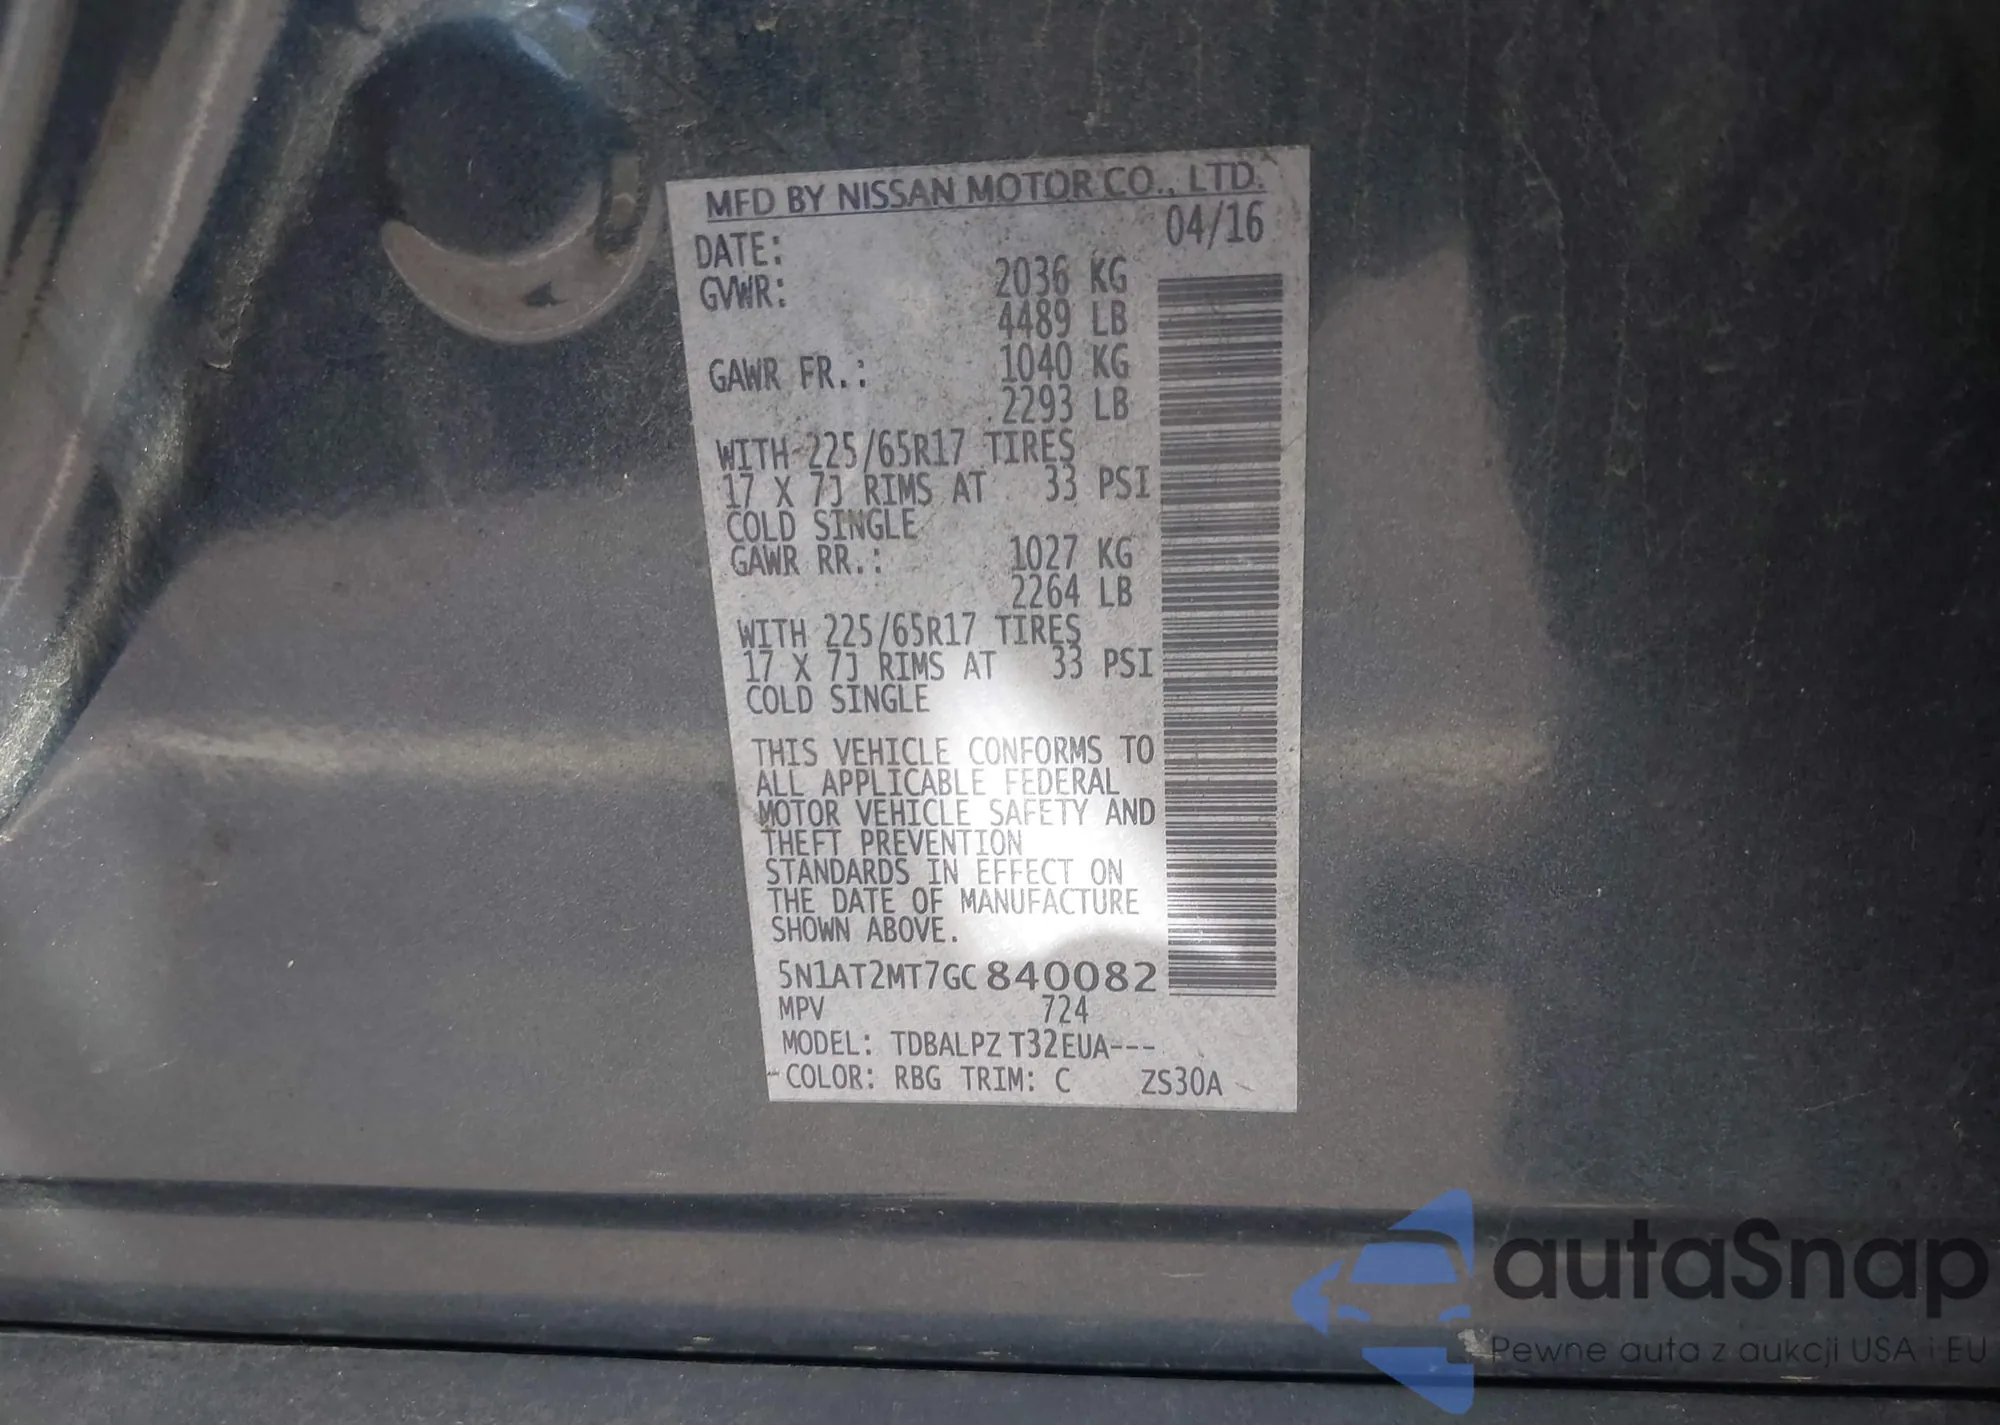 MFD BY NISSAN MOTOR CO., LTD.
DATE: 04/16
GVWR: 2036 KG
4489 LB
GAWR FR.: 1040 KG
2293 LB
WITH 225/65R17 TIRES
17 X 7J RIMS AT 33 PSI
COLD SINGLE
GAWR RR.: 1027 KG
2264 LB
WITH 225/65R17 TIRES
17 X 7J RIMS AT 33 PSI
COLD SINGLE
THIS VEHICLE CONFORMS TO
ALL APPLICABLE FEDERAL
MOTOR VEHICLE SAFETY AND
THEFT PREVENTION
STANDARDS IN EFFECT ON
THE DATE OF MANUFACTURE
SHOWN ABOVE.
5N1AT2MT7GC840082
MPV 724
MODEL: TDBALPZ T32EUA---
COLOR: RBG TRIM: C ZS30A
autaSnap
Pewne auta z aukcji USA i EU